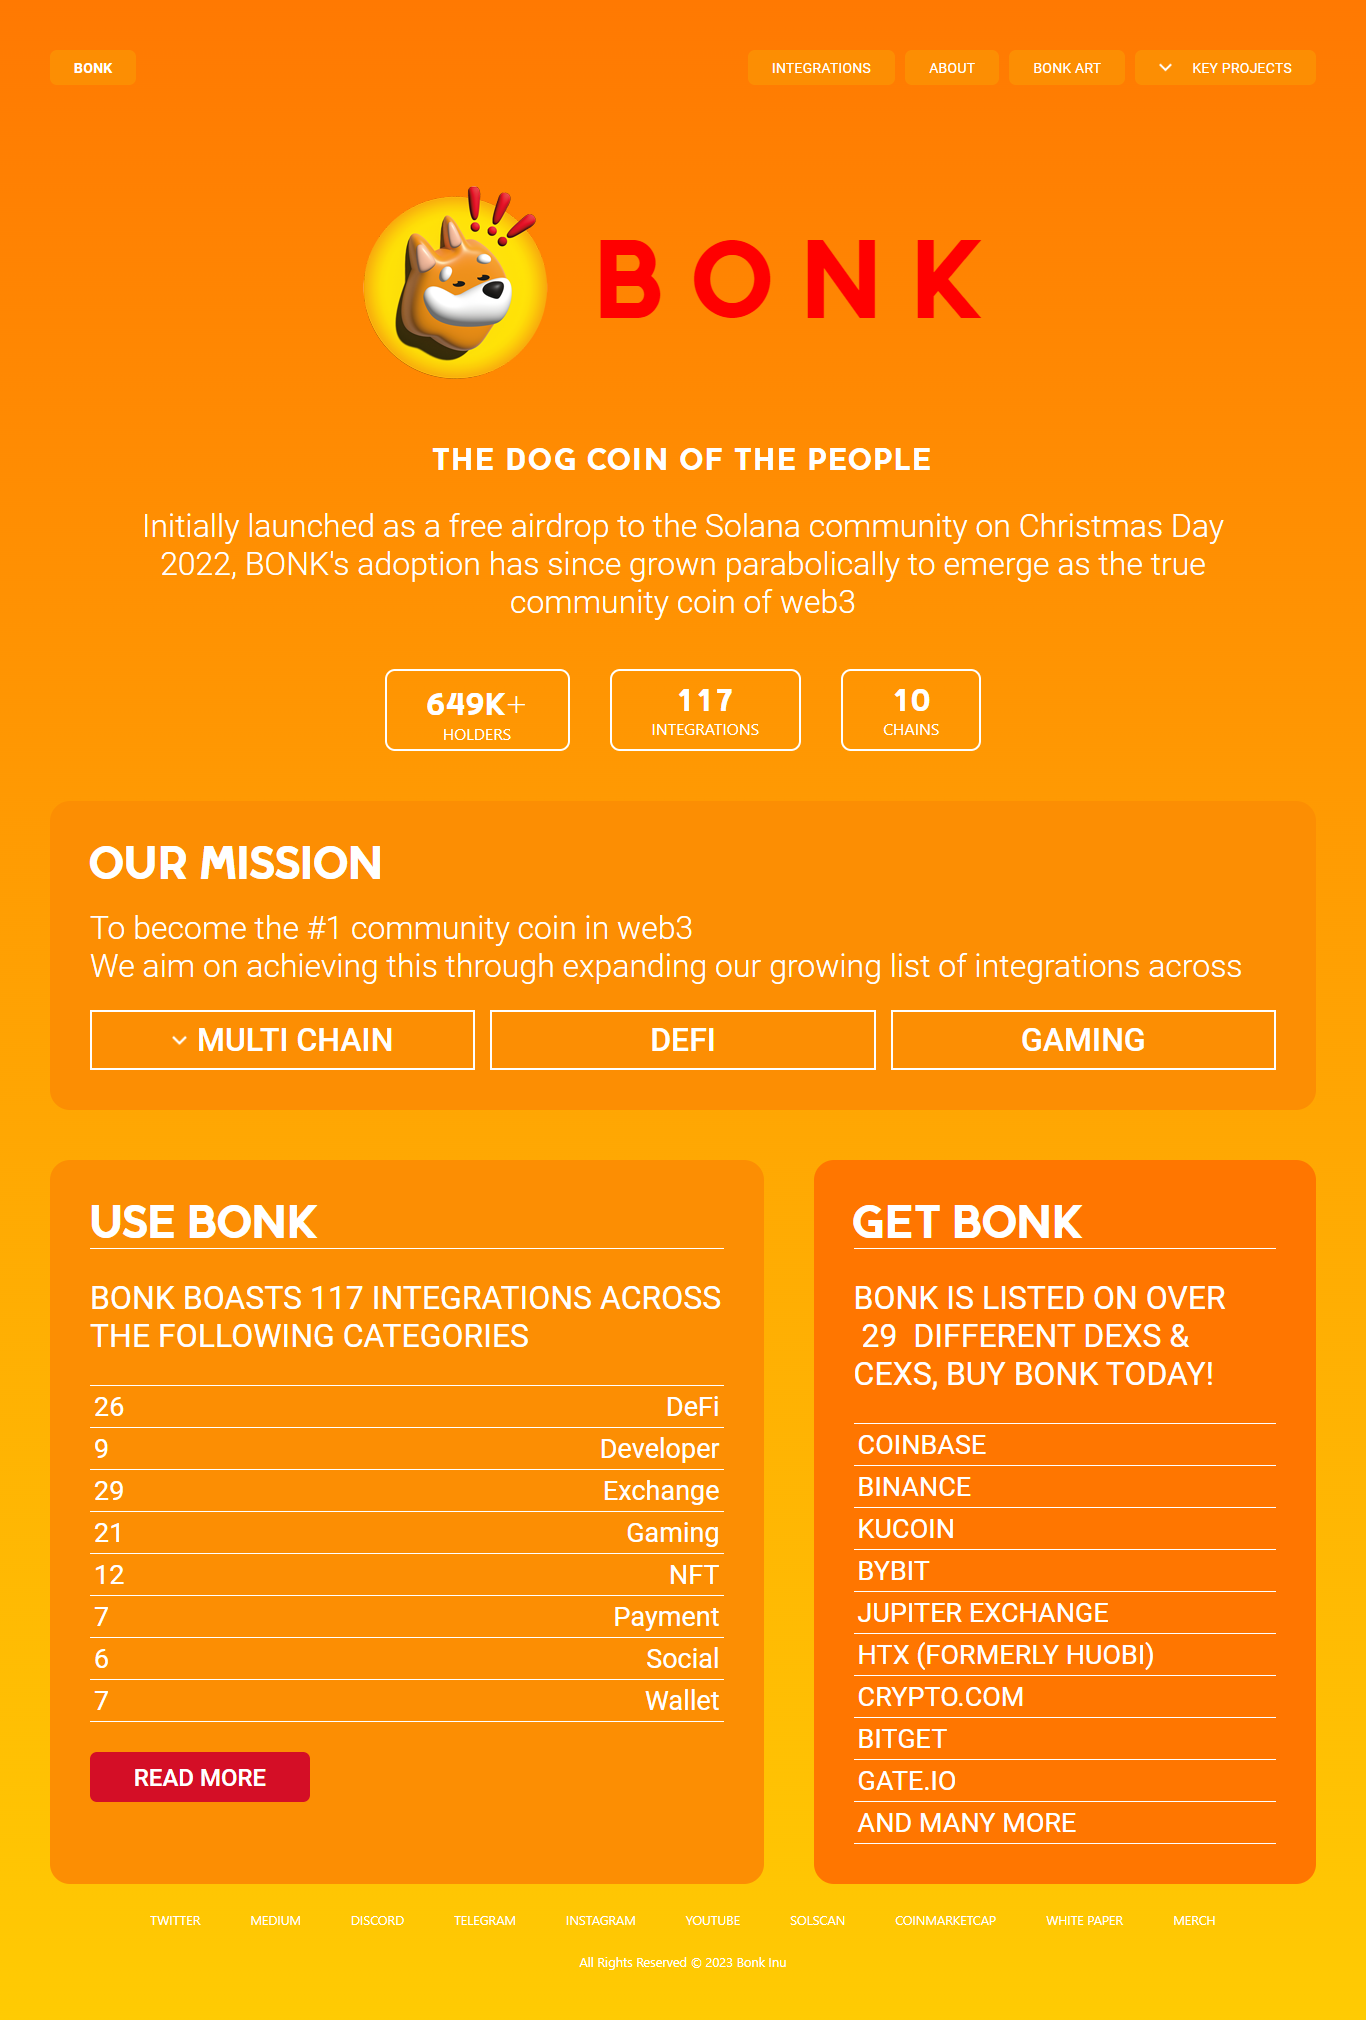 BONK
INTEGRATIONS
ABOUT
BONK ART
KEY PROJECTS
BONK
THE DOG COIN OF THE PEOPLE
Initially launched as a free airdrop to the Solana community on Christmas Day
2022, BONK's adoption has since grown parabolically to emerge as the true
community coin of web3
649K+
HOLDERS
117
INTEGRATIONS
10
CHAINS
OUR MISSION
To become the #1 community coin in web3
We aim on achieving this through expanding our growing list of integrations across
MULTI CHAIN
DEFI
GAMING
USE BONK
BONK BOASTS 117 INTEGRATIONS ACROSS
THE FOLLOWING CATEGORIES
26 DeFi
9 Developer
29 Exchange
21 Gaming
12 NFT
7 Payment
6 Social
7 Wallet
READ MORE
GET BONK
BONK IS LISTED ON OVER
29 DIFFERENT DEXS &
CEXS, BUY BONK TODAY!
COINBASE
BINANCE
KUCOIN
BYBIT
JUPITER EXCHANGE
HTX (FORMERLY HUOBI)
CRYPTO.COM
BITGET
GATE.IO
AND MANY MORE
TWITTER
MEDIUM
DISCORD
TELEGRAM
INSTAGRAM
YOUTUBE
SOLSCAN
COINMARKETCAP
WHITE PAPER
MERCH
All Rights Reserved © 2023 Bonk Inu